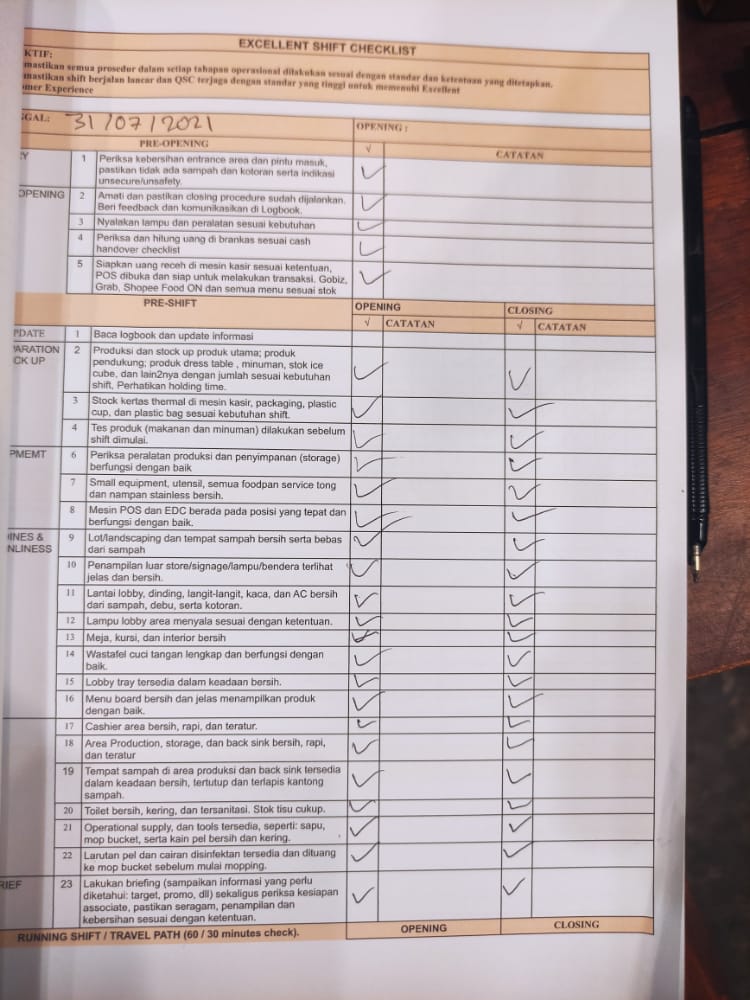 EXCELLENT SHIFT CHECKLIST
KTIF:
mastikan semua prosedur dalam setiap tahapan operasional dilakukan sesuai dengan standar dan ketentuan yang ditetapkan.
mastikan shift berjalan lancar dan QSC terjaga dengan standar yang tinggi untuk memenuhi Excellent
omer Experience
GGAL: 31/07/2021 OPENING :
PRE-OPENING √ CATATAN
TY 1 Periksa kebersihan entrance area dan pintu masuk,
pastikan tidak ada sampah dan kotoran serta indikasi
unsecure/unsafety. ✓
OPENING 2 Amati dan pastikan closing procedure sudah dijalankan.
Beri feedback dan komunikasikan di Logbook. ✓
3 Nyalakan lampu dan peralatan sesuai kebutuhan ✓
4 Periksa dan hitung uang di brankas sesuai cash
handover checklist ✓
5 Siapkan uang receh di mesin kasir sesuai ketentuan,
POS dibuka dan siap untuk melakukan transaksi. Gobiz,
Grab, Shopee Food ON dan semua menu sesuai stok ✓
PRE-SHIFT OPENING CLOSING
√ CATATAN √ CATATAN
PDATE 1 Baca logbook dan update informasi
PARATION 2 Produksi dan stock up produk utama; produk
CK UP pendukung; produk dress table , minuman, stok ice
cube, dan lain2nya dengan jumlah sesuai kebutuhan
shift, Perhatikan holding time. ✓ ✓
3 Stock kertas thermal di mesin kasir, packaging, plastic
cup, dan plastic bag sesuai kebutuhan shift. ✓ ✓
4 Tes produk (makanan dan minuman) dilakukan sebelum
shift dimulai. ✓ ✓
PMEMT 6 Periksa peralatan produksi dan penyimpanan (storage)
berfungsi dengan baik ✓ ✓
7 Small equipment, utensil, semua foodpan service tong
dan nampan stainless bersih. ✓ ✓
8 Mesin POS dan EDC berada pada posisi yang tepat dan
berfungsi dengan baik. ✓ ✓
INES & 9 Lot/landscaping dan tempat sampah bersih serta bebas
NLINESS dari sampah ✓ ✓
10 Penampilan luar store/signage/lampu/bendera terlihat
jelas dan bersih. ✓ ✓
11 Lantai lobby, dinding, langit-langit, kaca, dan AC bersih
dari sampah, debu, serta kotoran. ✓ ✓
12 Lampu lobby area menyala sesuai dengan ketentuan. ✓ ✓
13 Meja, kursi, dan interior bersih ✓ ✓
14 Wastafel cuci tangan lengkap dan berfungsi dengan
baik. ✓ ✓
15 Lobby tray tersedia dalam keadaan bersih. ✓ ✓
16 Menu board bersih dan jelas menampilkan produk
dengan baik. ✓ ✓
17 Cashier area bersih, rapi, dan teratur. ✓ ✓
18 Area Production, storage, dan back sink bersih, rapi,
dan teratur ✓ ✓
19 Tempat sampah di area produksi dan back sink tersedia
dalam keadaan bersih, tertutup dan terlapis kantong
sampah. ✓ ✓
20 Toilet bersih, kering, dan tersanitasi. Stok tisu cukup. ✓ ✓
21 Operational supply, dan tools tersedia, seperti: sapu,
mop bucket, serta kain pel bersih dan kering. ✓ ✓
22 Larutan pel dan cairan disinfektan tersedia dan dituang
ke mop bucket sebelum mulai mopping. ✓ ✓
RIEF 23 Lakukan briefing (sampaikan informasi yang perlu
diketahui: target, promo, dll) sekaligus periksa kesiapan
associate, pastikan seragam, penampilan dan
kebersihan sesuai dengan ketentuan. ✓ ✓
RUNNING SHIFT / TRAVEL PATH (60 / 30 minutes check). OPENING CLOSING